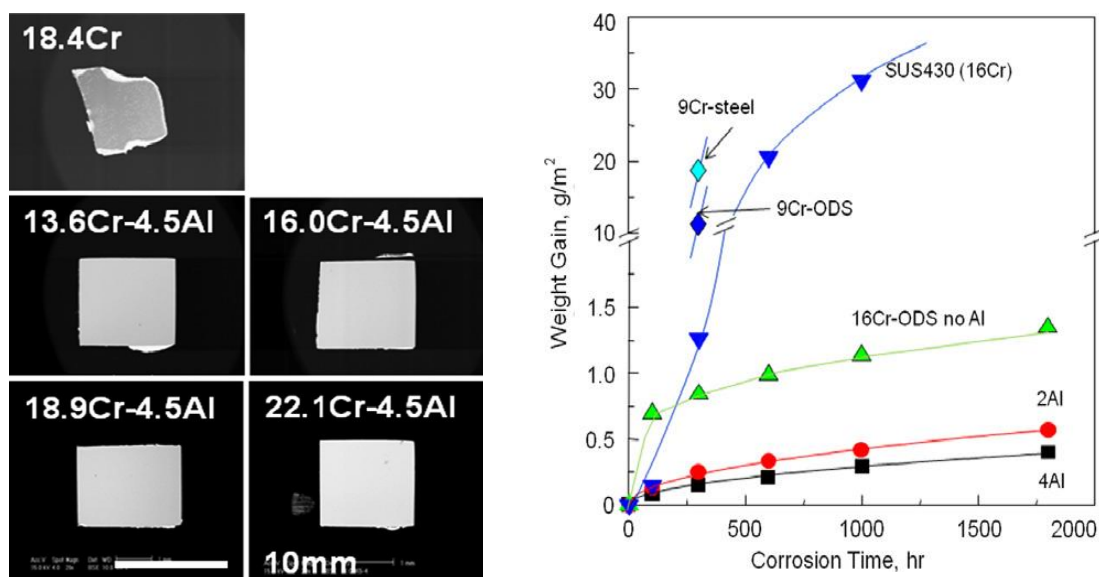 18.4Cr
13.6Cr-4.5Al
16.0Cr-4.5Al
18.9Cr-4.5Al
22.1Cr-4.5Al
10mm
Weight Gain, g/m²
40
30
20
10
1.5
1.0
0.5
0
SUS430 (16Cr)
9Cr-steel
9Cr-ODS
16Cr-ODS no Al
2Al
4Al
0
500
1000
1500
2000
Corrosion Time, hr